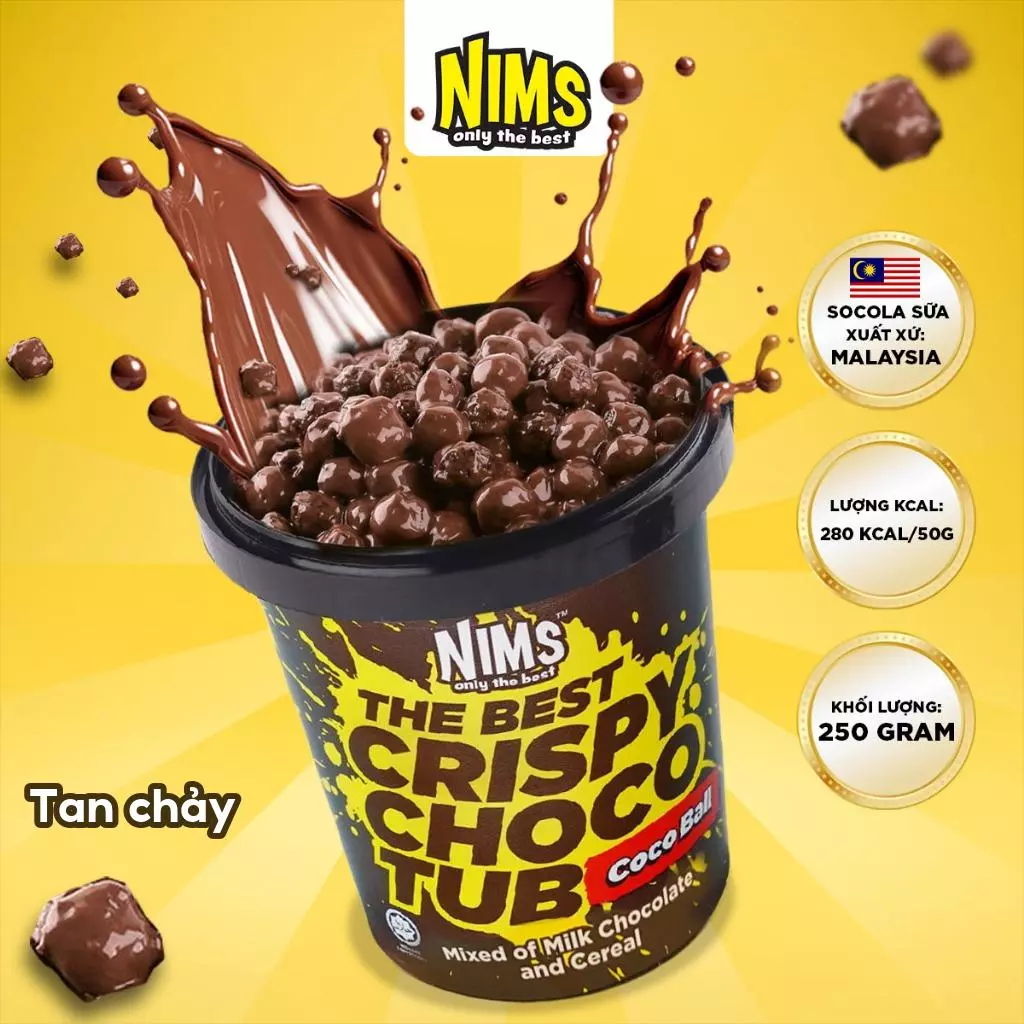 NIMS
only the best
SOCOLA SỮA
XUẤT XỨ:
MALAYSIA
LƯỢNG KCAL:
280 KCAL/50G
KHỐI LƯỢNG:
250 GRAM
NIMS™
only the best
THE BEST
CRISPY
CHOCO
TUB
Coco Ball
Mixed of Milk Chocolate
and Cereal
Tan chảy